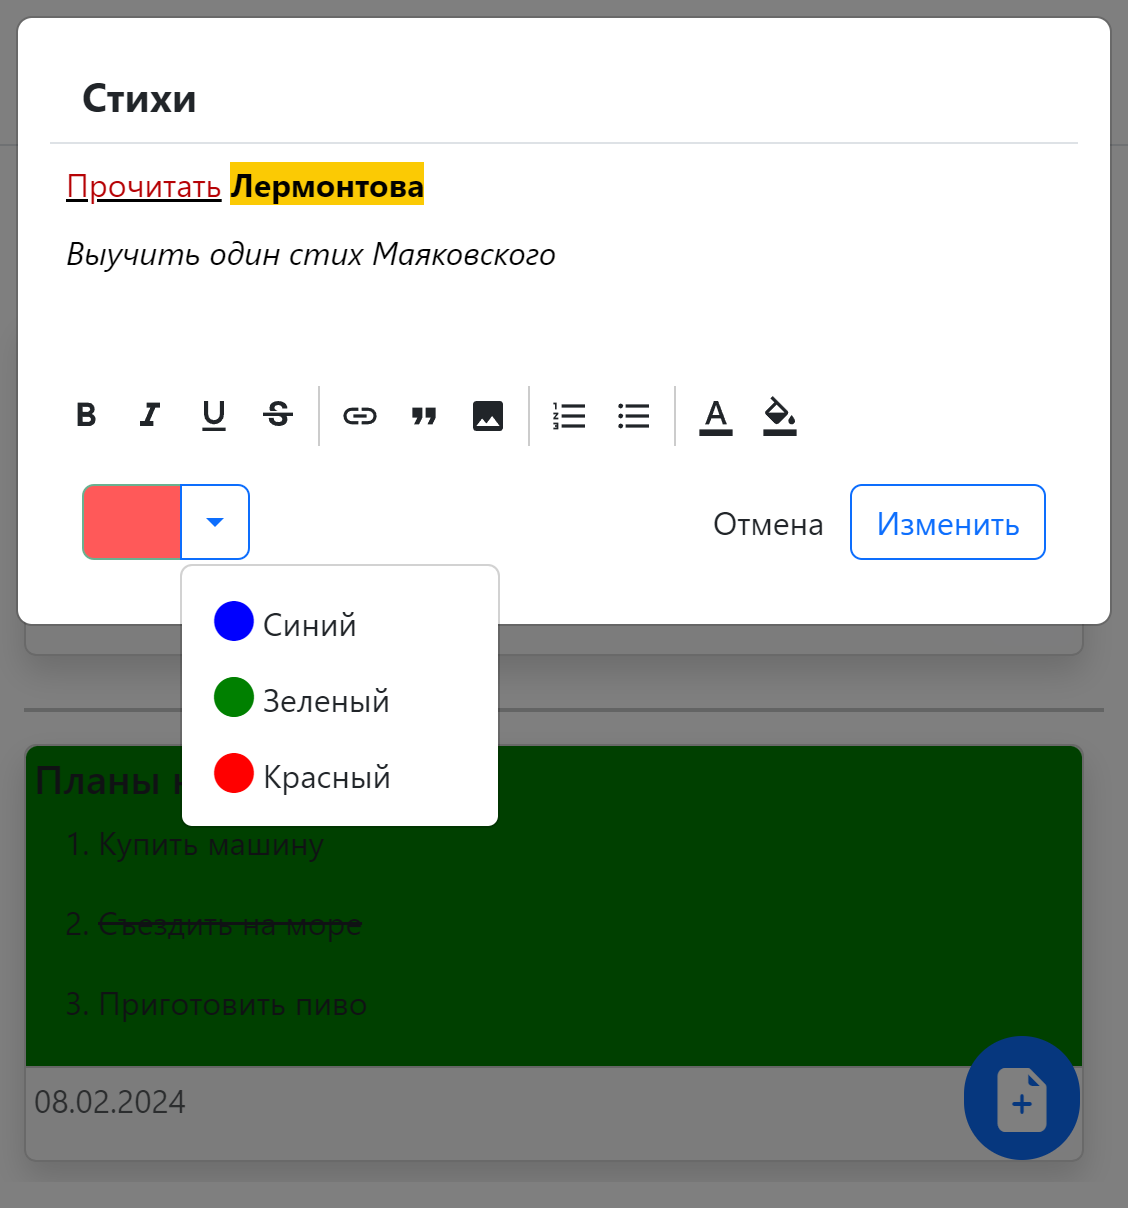 Стихи
Прочитать Лермонтова
Выучить один стих Маяковского
Отмена Изменить
Синий
Зеленый
Красный
Планы
1. Купить машину
2. Съездить на море
3. Приготовить пиво
08.02.2024